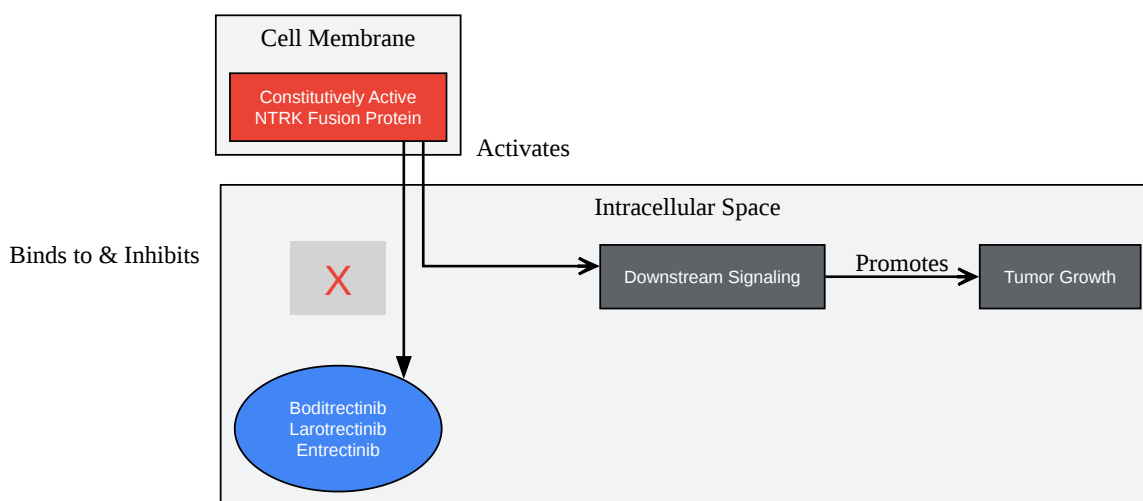 Cell Membrane
Constitutively Active
NTRK Fusion Protein
Activates
Intracellular Space
Binds to & Inhibits
X
Downstream Signaling
Promotes
Tumor Growth
Boditrectinib
Larotrectinib
Entrectinib